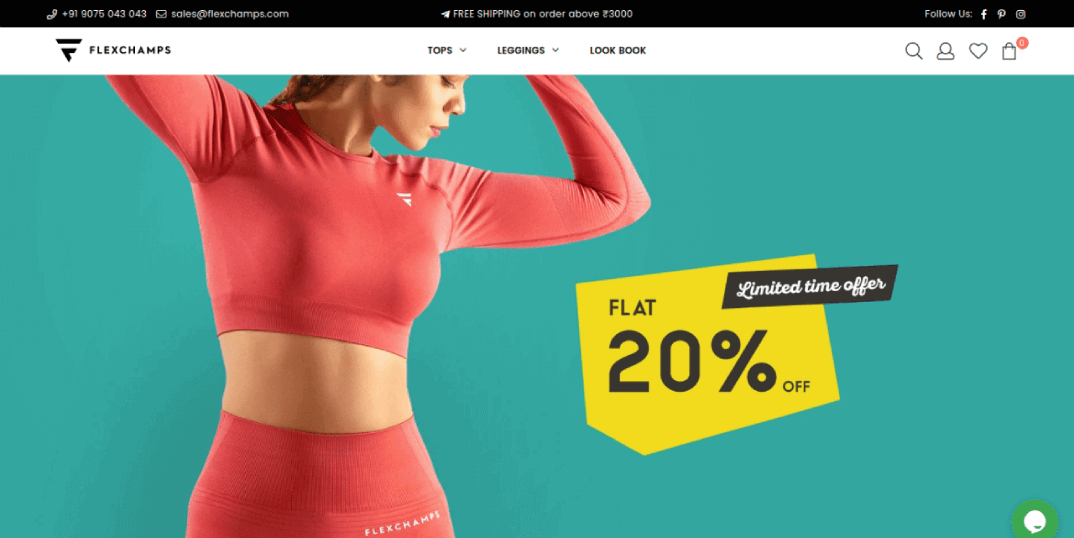 +91 9075 043 043 sales@flexchamps.com FREE SHIPPING on order above ₹3000 Follow Us:
FLEXCHAMPS TOPS LEGGINGS LOOK BOOK 0
Limited time offer
FLAT
20% OFF
FLEXCHAMPS